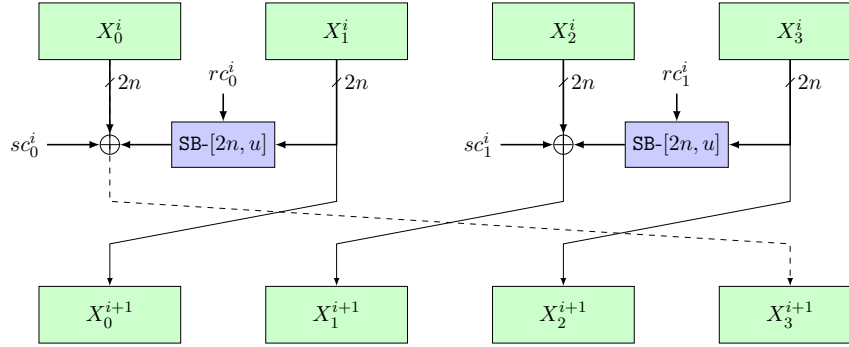 X_0^i X_1^i X_2^i X_3^i
2n 2n 2n 2n
rc_0^i rc_1^i
sc_0^i SB-[2n, u] sc_1^i SB-[2n, u]
X_0^{i+1} X_1^{i+1} X_2^{i+1} X_3^{i+1}